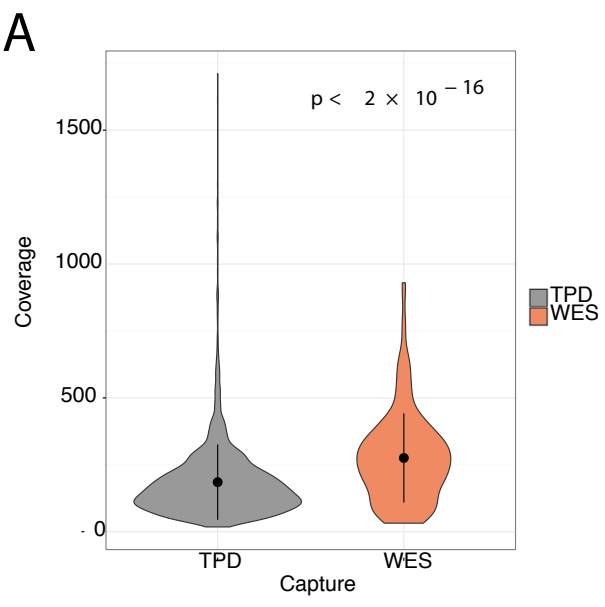 A
p < 2 × 10 − 16
1500
1000
500
- 0
Coverage
TPD
WES
TPD WES
Capture